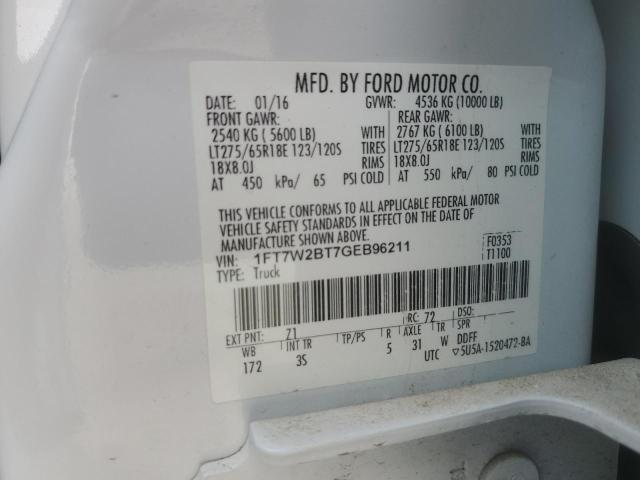 MFD. BY FORD MOTOR CO.
DATE: 01/16 GVWR: 4536 KG (10000 LB)
FRONT GAWR: REAR GAWR:
2540 KG ( 5600 LB) WITH 2767 KG ( 6100 LB) WITH
LT275/65R18E 123/120S TIRES LT275/65R18E 123/120S TIRES
18X8.0J RIMS 18X8.0J RIMS
AT 450 kPa/ 65 PSI COLD AT 550 kPa/ 80 PSI COLD
THIS VEHICLE CONFORMS TO ALL APPLICABLE FEDERAL MOTOR
VEHICLE SAFETY STANDARDS IN EFFECT ON THE DATE OF
MANUFACTURE SHOWN ABOVE.
VIN: 1FT7W2BT7GEB96211 F0353
TYPE: Truck T1100
EXT PNT: Z1 RC: 72 DSO:
WB INT TR TP/PS R AXLE TR SPR
172 3S 5 31 W DDFF
UTC ▽5U5A-1520472-BA